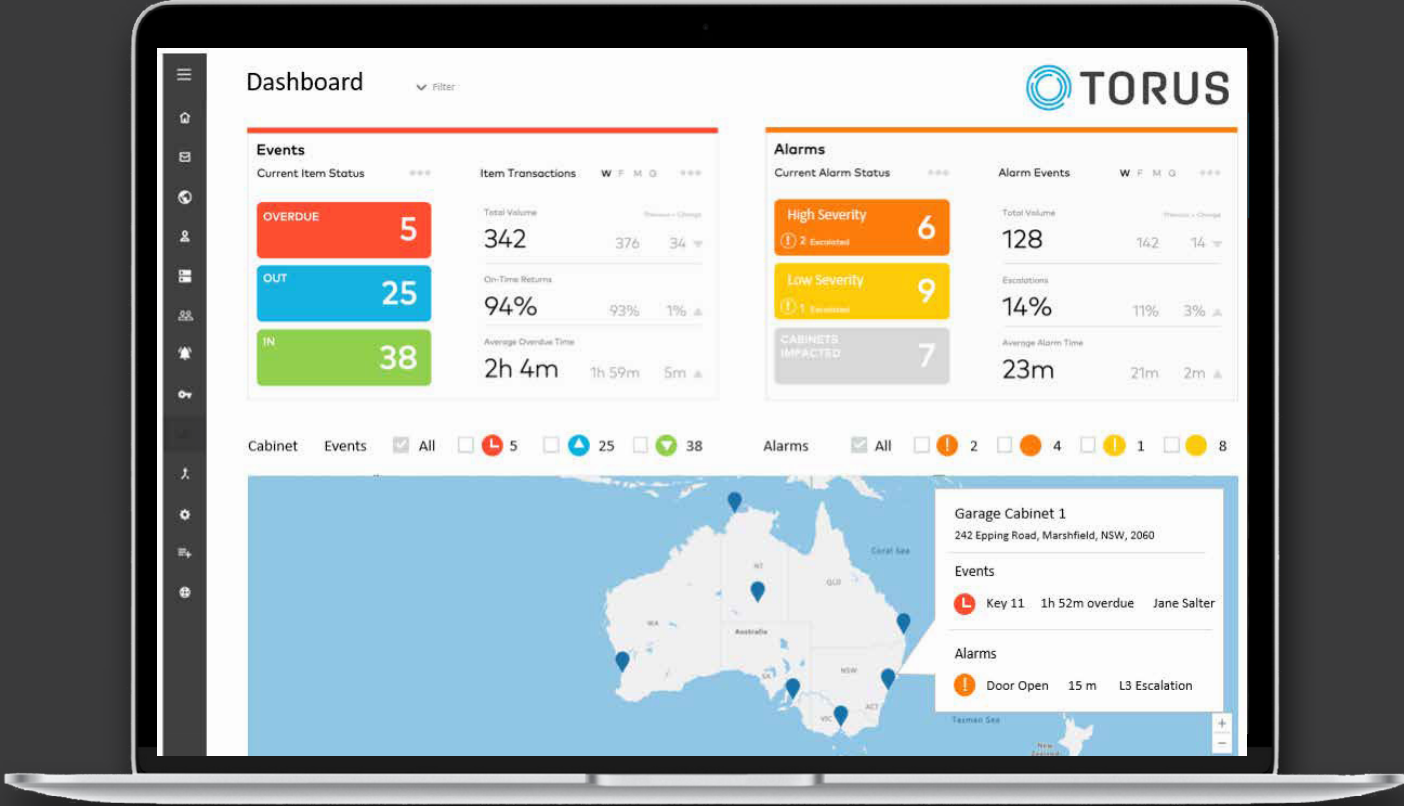 Dashboard
Filter
TORUS
Events
Current Item Status
OVERDUE
5
OUT
25
IN
38
Item Transactions W F M Q
Total Volume Previous + Change
342 376 34
On-Time Returns
94% 93% 1%
Average Overdue Time
2h 4m 1h 59m 5m
Alarms
Current Alarm Status
High Severity
6
2 Escalated
Low Severity
9
1 Escalated
CABINETS
IMPACTED
7
Alarm Events W F M Q
Total Volume Previous + Change
128 142 14
Escalations
14% 11% 3%
Average Alarm Time
23m 21m 2m
Cabinet Events All 5 25 38 Alarms All 2 4 1 8
Garage Cabinet 1
242 Epping Road, Marshfield, NSW, 2060
Events
Key 11 1h 52m overdue Jane Salter
Alarms
Door Open 15 m L3 Escalation
Coral Sea
NT
QLD
WA
Australia
SA
NSW
ACT
VIC
Tasman Sea
New
Zealand
+
−